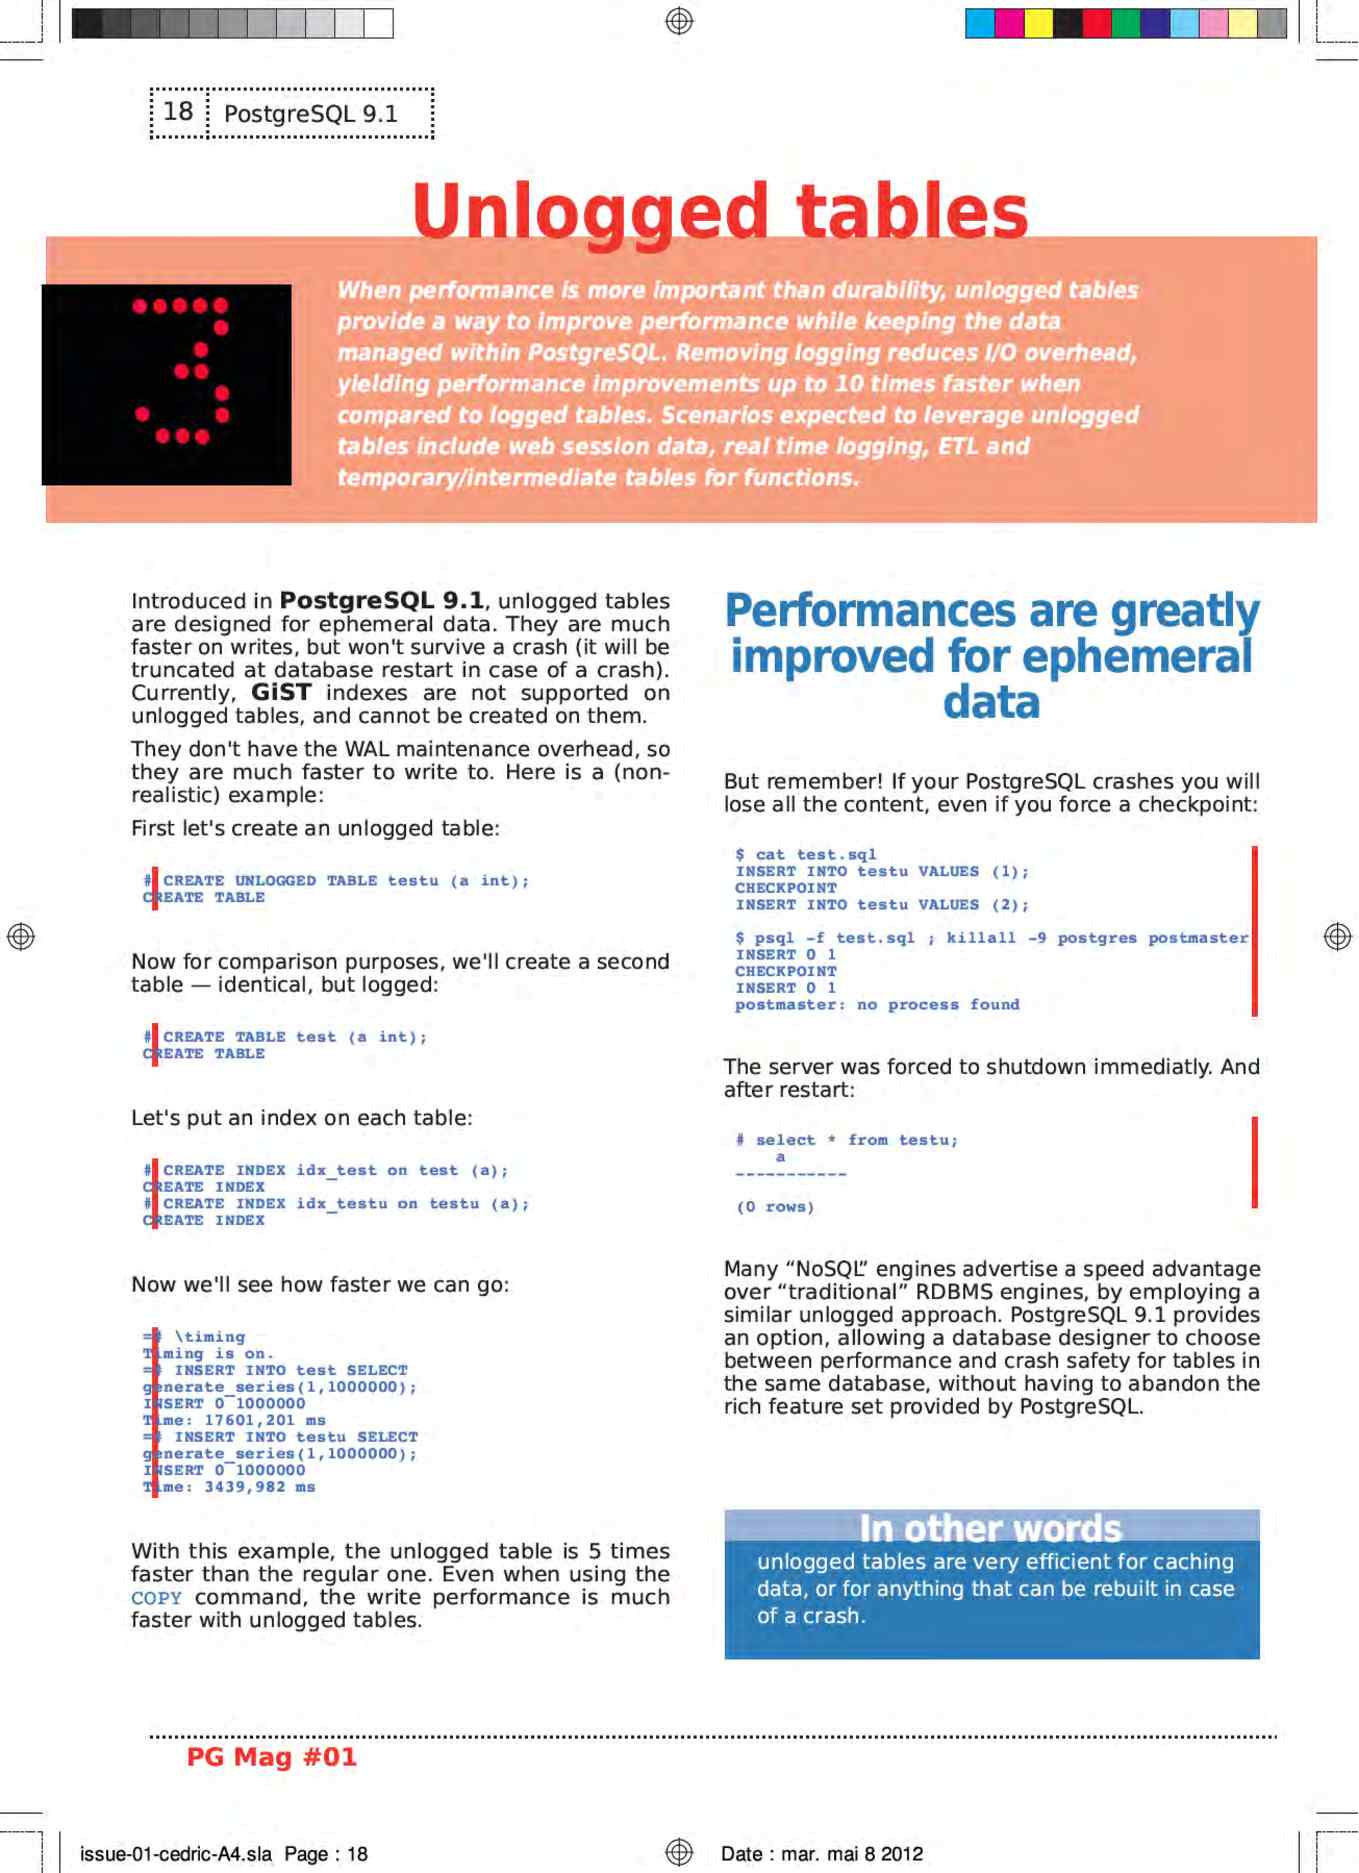 18 PostgreSQL 9.1
Unlogged tables
When performance is more important than durability, unlogged tables
provide a way to improve performance while keeping the data
managed within PostgreSQL. Removing logging reduces I/O overhead,
yielding performance improvements up to 10 times faster when
compared to logged tables. Scenarios expected to leverage unlogged
tables include web session data, real time logging, ETL and
temporary/intermediate tables for functions.
3
Introduced in PostgreSQL 9.1, unlogged tables
are designed for ephemeral data. They are much
faster on writes, but won't survive a crash (it will be
truncated at database restart in case of a crash).
Currently, GiST indexes are not supported on
unlogged tables, and cannot be created on them.
They don't have the WAL maintenance overhead, so
they are much faster to write to. Here is a (non-
realistic) example:
First let's create an unlogged table:
# CREATE UNLOGGED TABLE testu (a int);
CREATE TABLE
Now for comparison purposes, we'll create a second
table — identical, but logged:
# CREATE TABLE test (a int);
CREATE TABLE
Let's put an index on each table:
# CREATE INDEX idx_test on test (a);
CREATE INDEX
# CREATE INDEX idx_testu on testu (a);
CREATE INDEX
Now we'll see how faster we can go:
=# \timing
Timing is on.
=# INSERT INTO test SELECT
generate_series(1,1000000);
INSERT 0 1000000
Time: 17601,201 ms
=# INSERT INTO testu SELECT
generate_series(1,1000000);
INSERT 0 1000000
Time: 3439,982 ms
With this example, the unlogged table is 5 times
faster than the regular one. Even when using the
COPY command, the write performance is much
faster with unlogged tables.
Performances are greatly
improved for ephemeral
data
But remember! If your PostgreSQL crashes you will
lose all the content, even if you force a checkpoint:
$ cat test.sql
INSERT INTO testu VALUES (1);
CHECKPOINT
INSERT INTO testu VALUES (2);
$ psql -f test.sql ; killall -9 postgres postmaster
INSERT 0 1
CHECKPOINT
INSERT 0 1
postmaster: no process found
The server was forced to shutdown immediatly. And
after restart:
# select * from testu;
a
-----------
(0 rows)
Many “NoSQL” engines advertise a speed advantage
over “traditional” RDBMS engines, by employing a
similar unlogged approach. PostgreSQL 9.1 provides
an option, allowing a database designer to choose
between performance and crash safety for tables in
the same database, without having to abandon the
rich feature set provided by PostgreSQL.
In other words
unlogged tables are very efficient for caching
data, or for anything that can be rebuilt in case
of a crash.
PG Mag #01
issue-01-cedric-A4.sla Page : 18
Date : mar. mai 8 2012